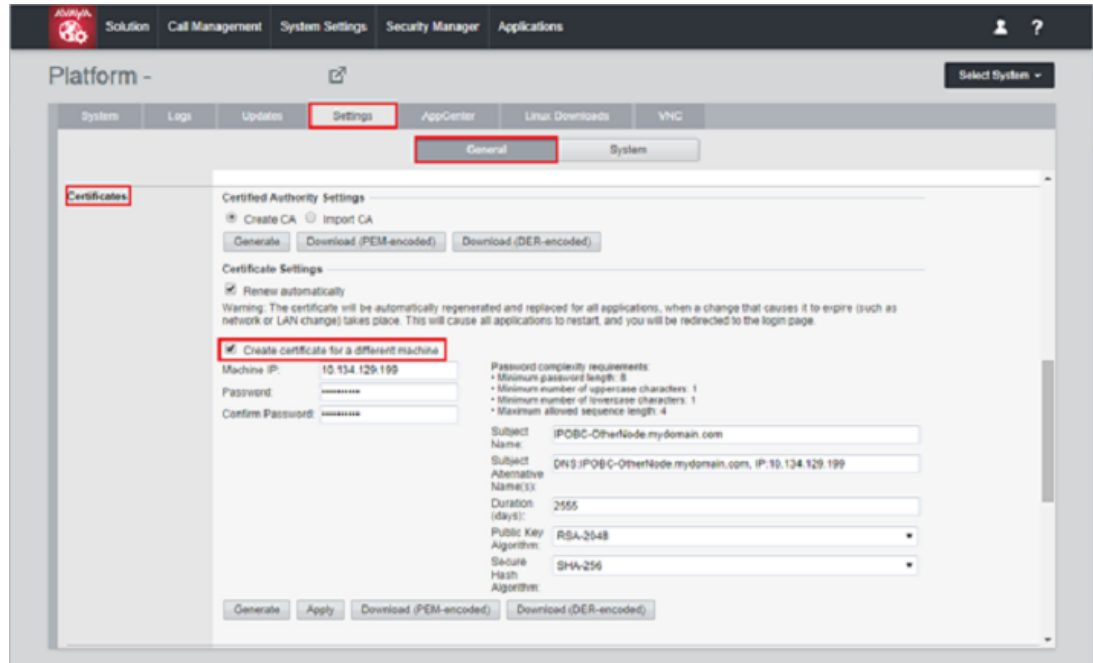 AVAYA
Solution Call Management System Settings Security Manager Applications ?
Platform - Select System
System Logs Updates Settings AppCenter Linux Downloads VNC
General System
Certificates
Certified Authority Settings
Create CA Import CA
Generate Download (PEM-encoded) Download (DER-encoded)
Certificate Settings
Renew automatically
Warning: The certificate will be automatically regenerated and replaced for all applications, when a change that causes it to expire (such as
network or LAN change) takes place. This will cause all applications to restart, and you will be redirected to the login page.
Create certificate for a different machine
Machine IP: 10.134.129.199
Password:
Confirm Password:
Password complexity requirements:
• Minimum password length: 8
• Minimum number of uppercase characters: 1
• Minimum number of lowercase characters: 1
• Maximum allowed sequence length: 4
Subject
Name: IPOBC-OtherNode.mydomain.com
Subject
Alternative
Name(s): DNS:IPOBC-OtherNode.mydomain.com, IP:10.134.129.199
Duration
(days): 2555
Public Key
Algorithm: RSA-2048
Secure
Hash
Algorithm: SHA-256
Generate Apply Download (PEM-encoded) Download (DER-encoded)